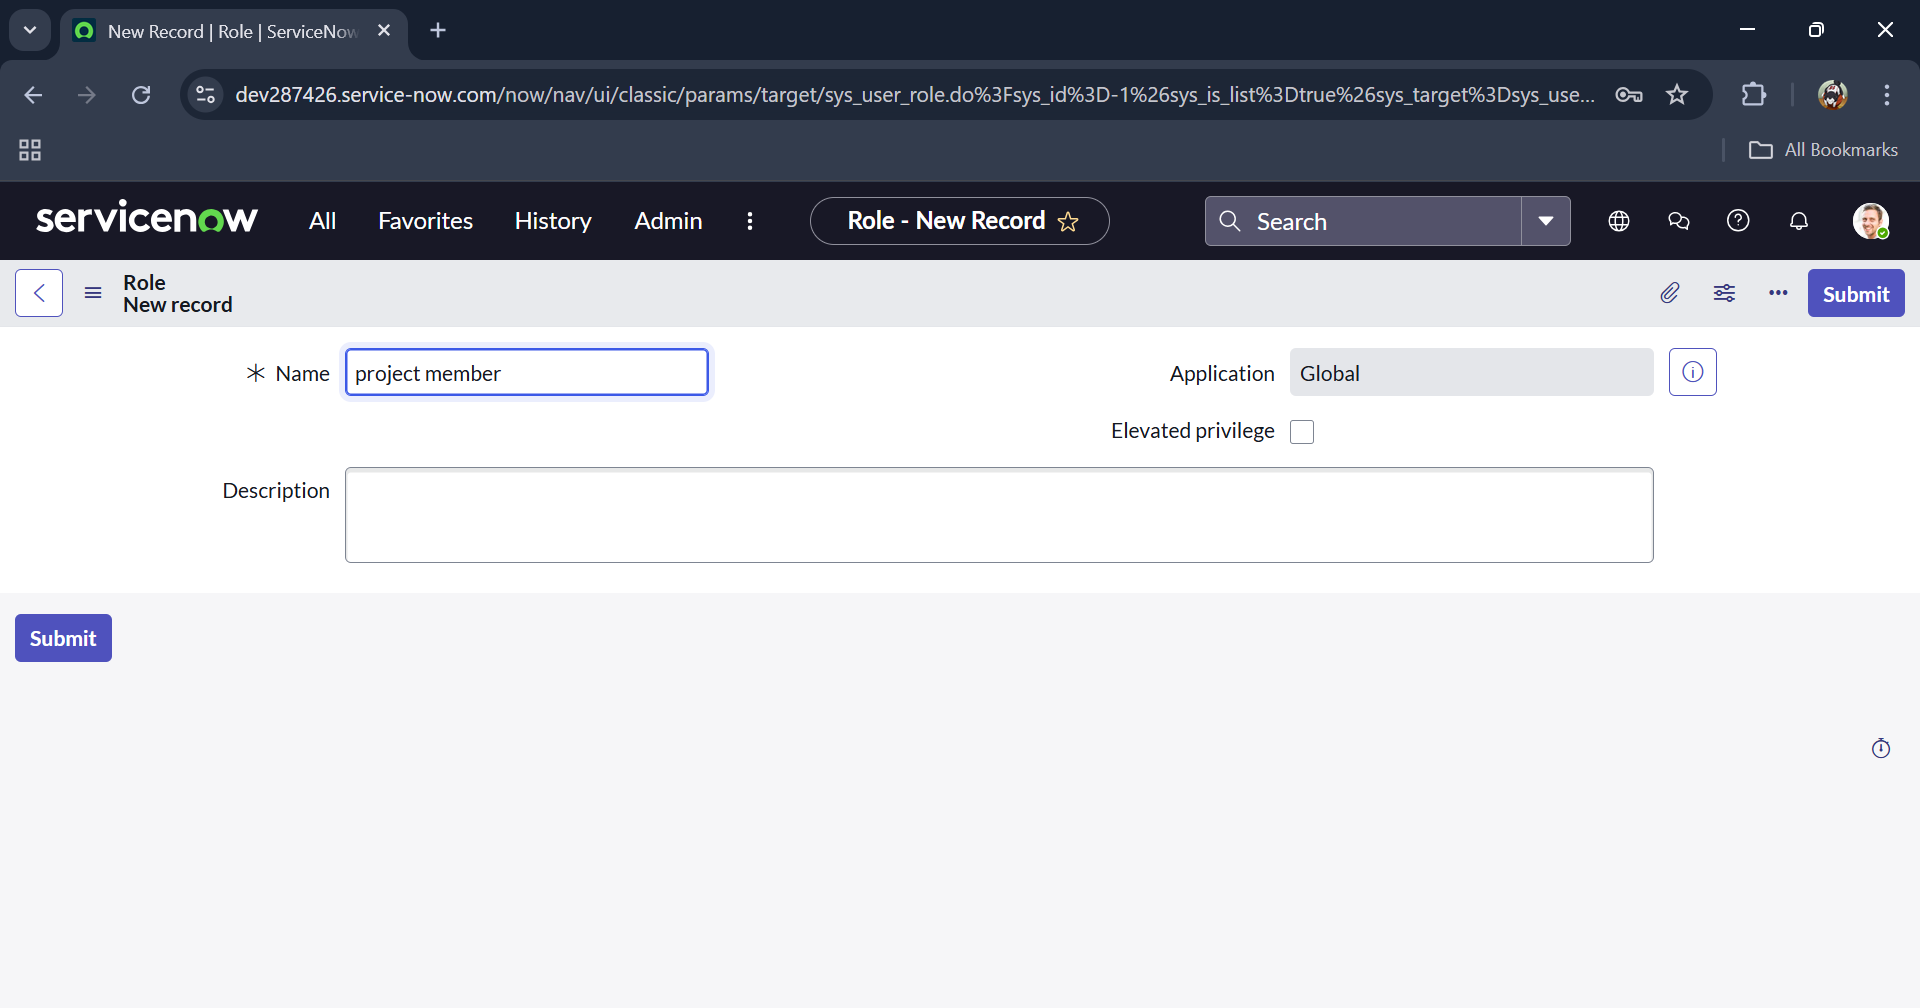 New Record | Role | ServiceNow
dev287426.service-now.com/now/nav/ui/classic/params/target/sys_user_role.do%3Fsys_id%3D-1%26sys_is_list%3Dtrue%26sys_target%3Dsys_use...
All Bookmarks
servicenow All Favorites History Admin Role - New Record Search
Role
New record
Submit
Name project member Application Global
Elevated privilege
Description
Submit